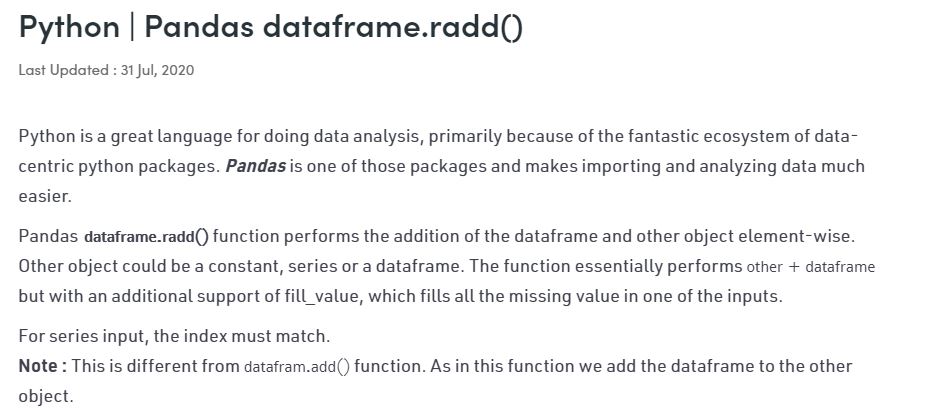 Python | Pandas dataframe.radd()
Last Updated : 31 Jul, 2020
Python is a great language for doing data analysis, primarily because of the fantastic ecosystem of data-
centric python packages. Pandas is one of those packages and makes importing and analyzing data much
easier.
Pandas dataframe.radd() function performs the addition of the dataframe and other object element-wise.
Other object could be a constant, series or a dataframe. The function essentially performs other + dataframe
but with an additional support of fill_value, which fills all the missing value in one of the inputs.
For series input, the index must match.
Note : This is different from datafram.add() function. As in this function we add the dataframe to the other
object.